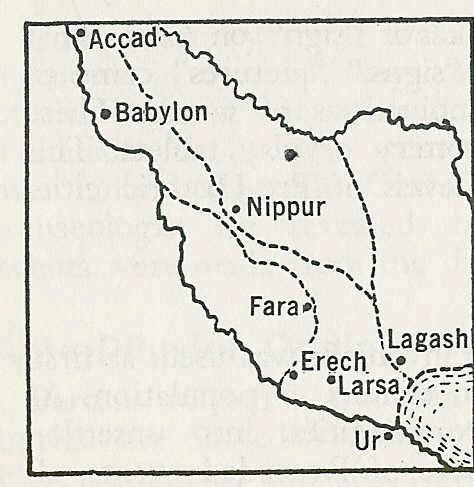 Accad
Babylon
Nippur
Fara
Lagash
Erech
Larsa
Ur